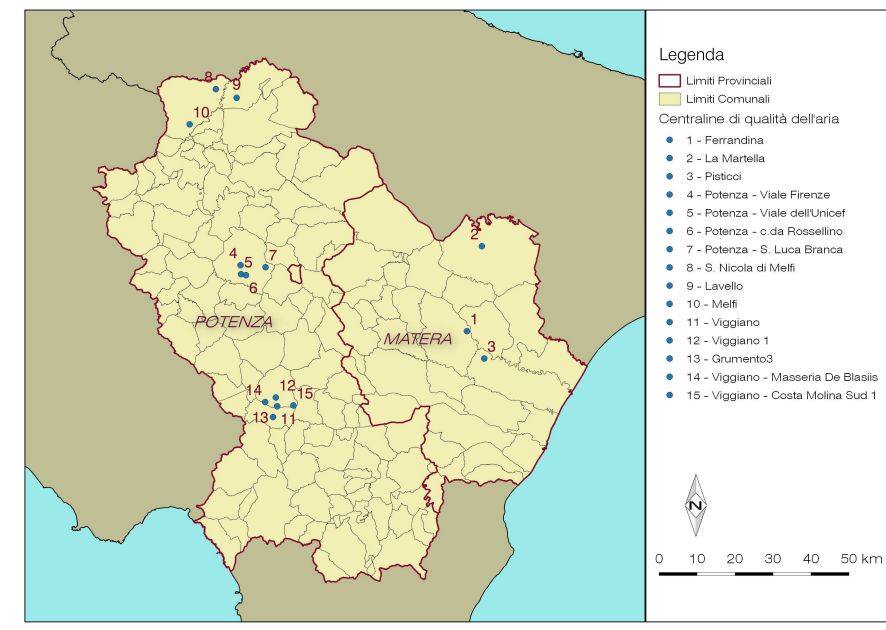 8
9
10
2
4
5
7
6
POTENZA
1
MATERA
3
14
12
15
13
11
Legenda
Limiti Provinciali
Limiti Comunali
Centraline di qualità dell'aria
1 - Ferrandina
2 - La Martella
3 - Pisticci
4 - Potenza - Viale Firenze
5 - Potenza - Viale dell'Unicef
6 - Potenza - c.da Rossellino
7 - Potenza - S. Luca Branca
8 - S. Nicola di Melfi
9 - Lavello
10 - Melfi
11 - Viggiano
12 - Viggiano 1
13 - Grumento3
14 - Viggiano - Masseria De Blasiis
15 - Viggiano - Costa Molina Sud 1
N
0 10 20 30 40 50 km